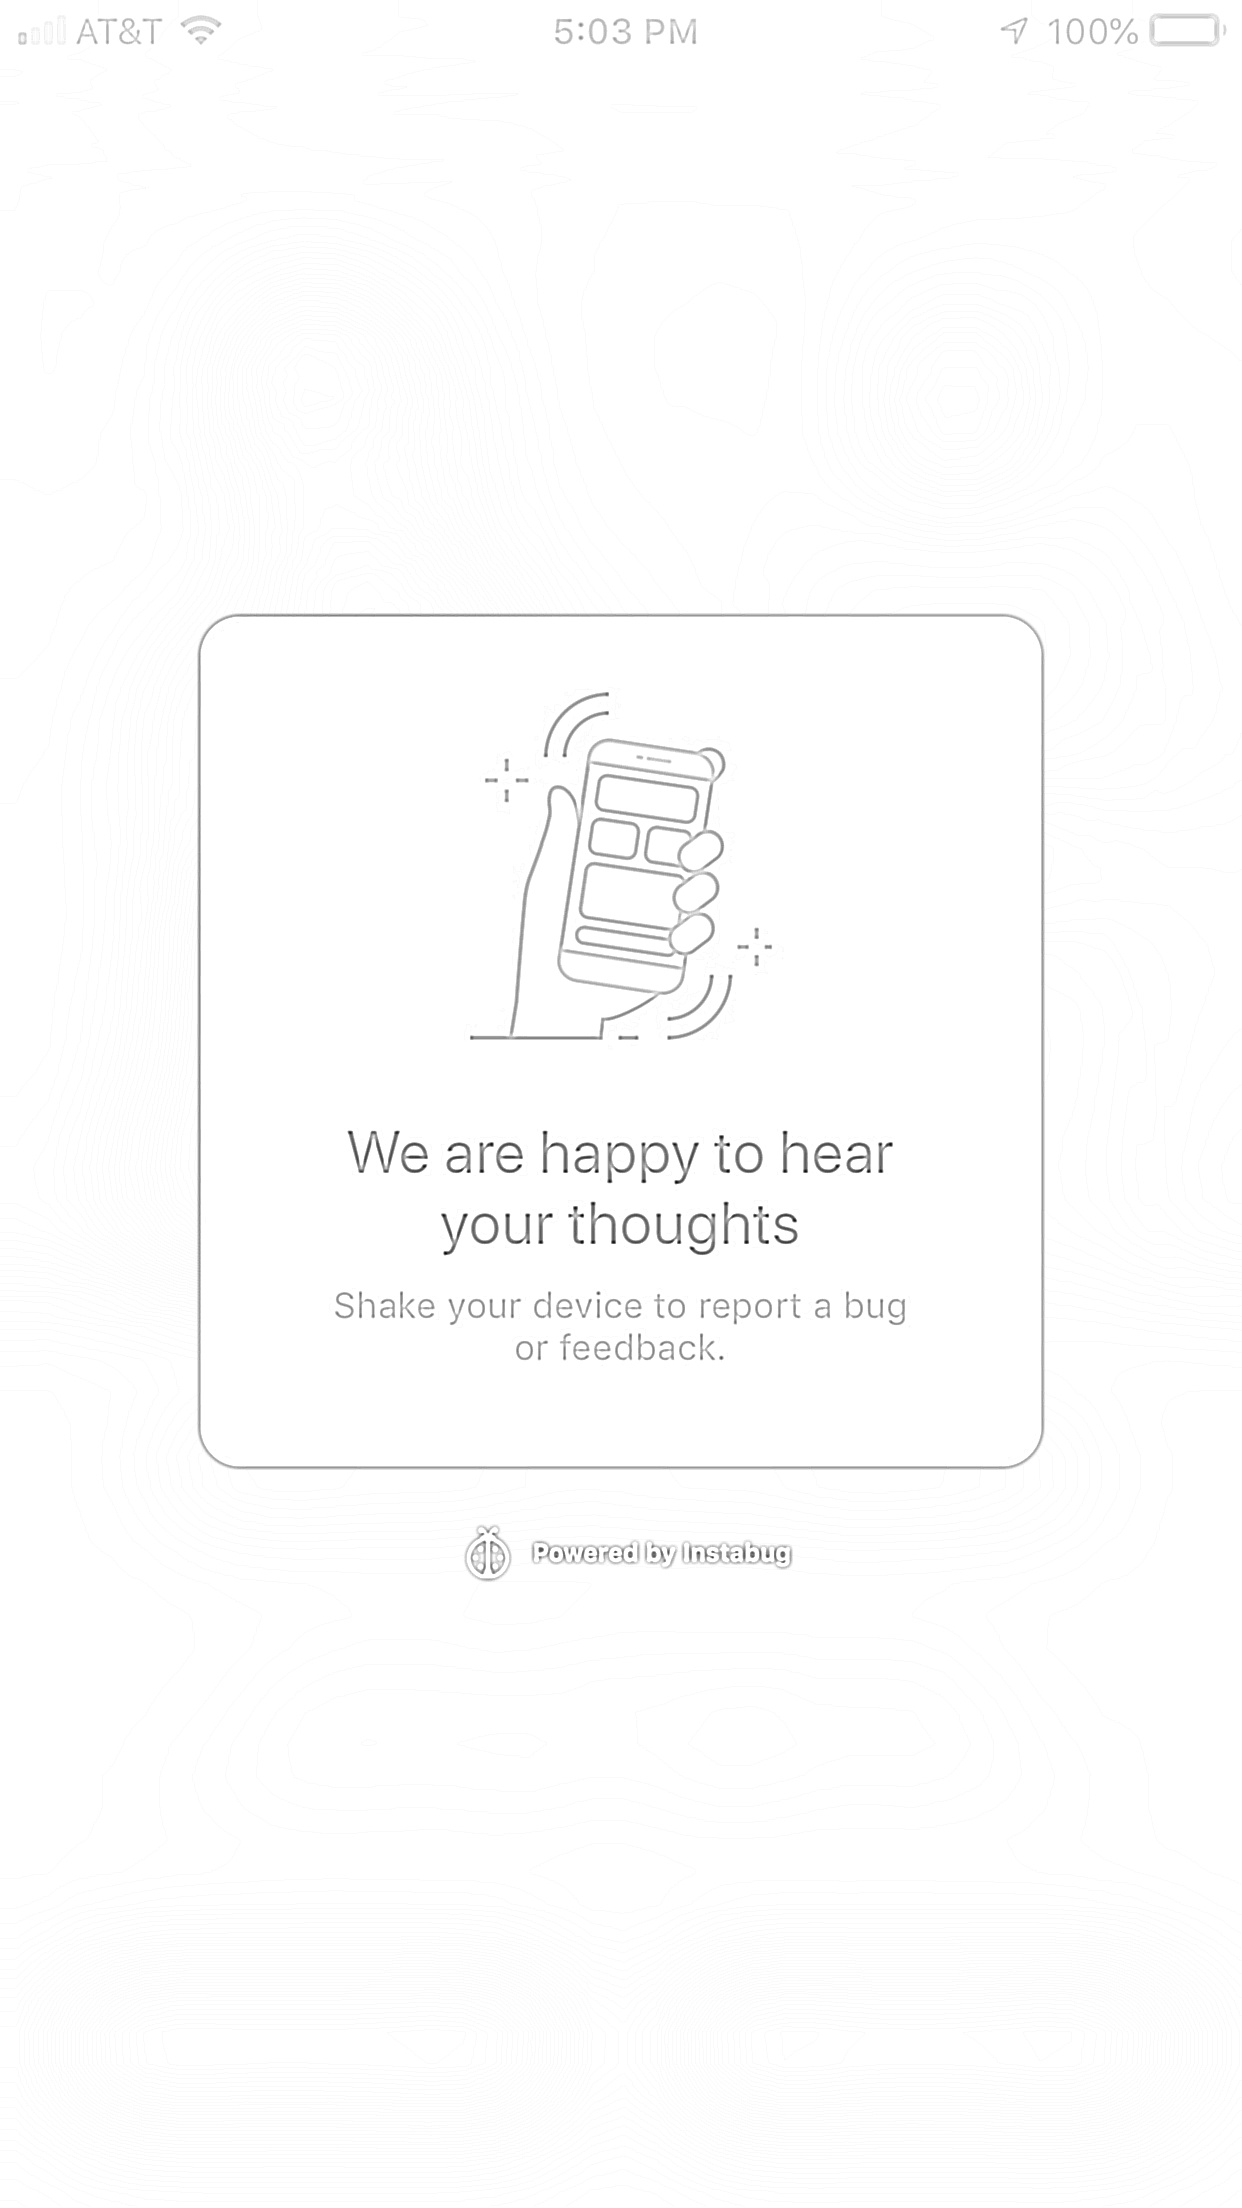 AT&T 5:03 PM 100%
We are happy to hear
your thoughts
Shake your device to report a bug
or feedback.
Powered by Instabug